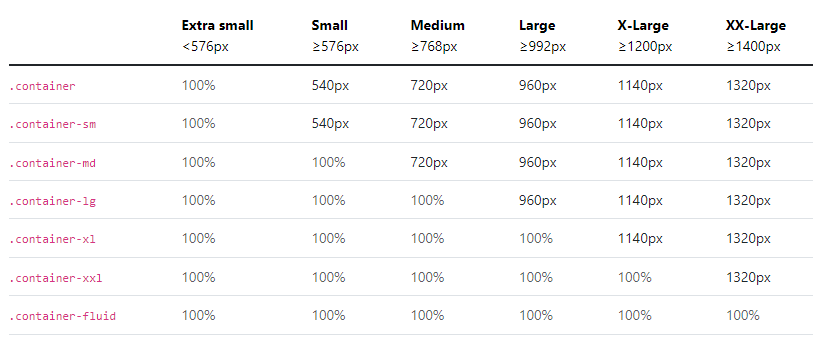 Extra small Small Medium Large X-Large XX-Large
<576px ≥576px ≥768px ≥992px ≥1200px ≥1400px
.container 100% 540px 720px 960px 1140px 1320px
.container-sm 100% 540px 720px 960px 1140px 1320px
.container-md 100% 100% 720px 960px 1140px 1320px
.container-lg 100% 100% 100% 960px 1140px 1320px
.container-xl 100% 100% 100% 100% 1140px 1320px
.container-xxl 100% 100% 100% 100% 100% 1320px
.container-fluid 100% 100% 100% 100% 100% 100%